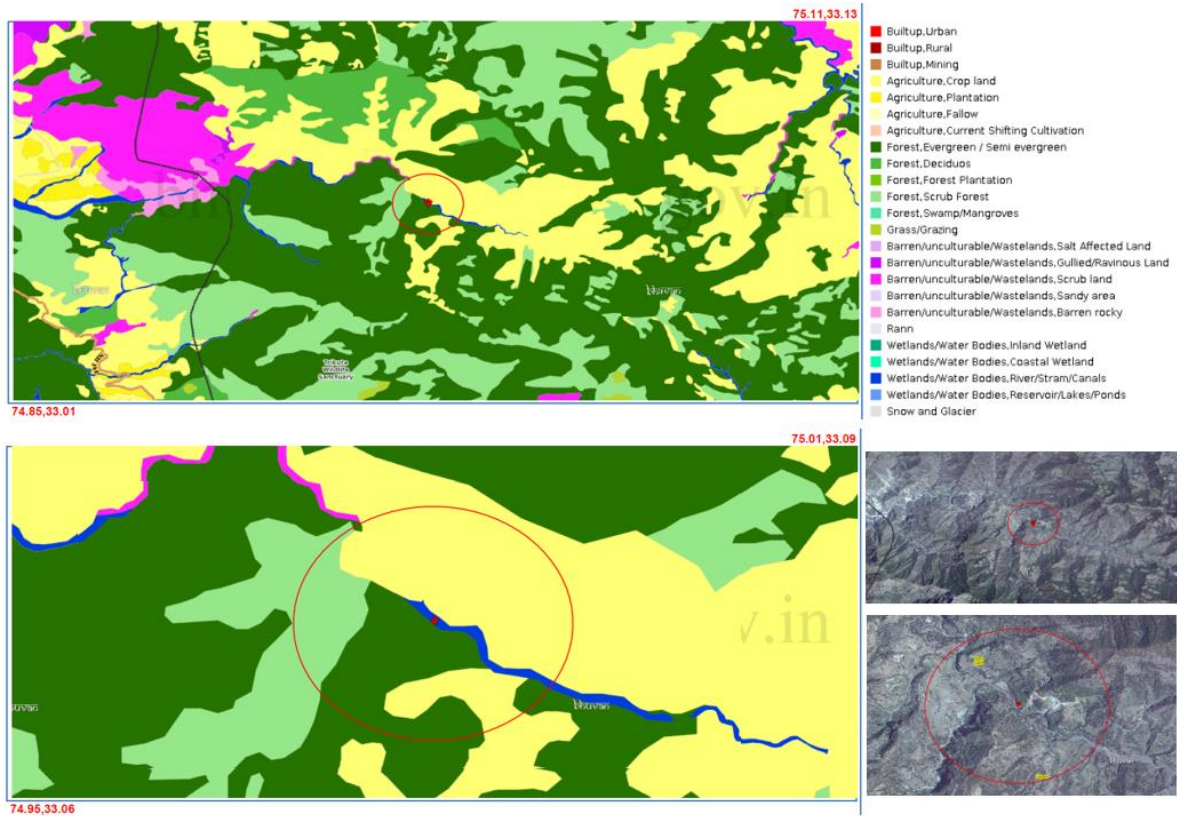 75.11,33.13
Builtup,Urban
Builtup,Rural
Builtup,Mining
Agriculture,Crop land
Agriculture,Plantation
Agriculture,Fallow
Agriculture,Current Shifting Cultivation
Forest,Evergreen / Semi evergreen
Forest,Deciduos
Forest,Forest Plantation
Forest,Scrub Forest
Forest,Swamp/Mangroves
Grass/Grazing
Barren/unculturable/Wastelands,Salt Affected Land
Barren/unculturable/Wastelands,Gullied/Ravinous Land
Barren/unculturable/Wastelands,Scrub land
Barren/unculturable/Wastelands,Sandy area
Barren/unculturable/Wastelands,Barren rocky
Rann
Wetlands/Water Bodies,Inland Wetland
Wetlands/Water Bodies,Coastal Wetland
Wetlands/Water Bodies,River/Stram/Canals
Wetlands/Water Bodies,Reservoir/Lakes/Ponds
Snow and Glacier
bhuvan
Wildlife
Sanctuary
74.85,33.01
75.01,33.09
v.in
bhuvan
74.95,33.06